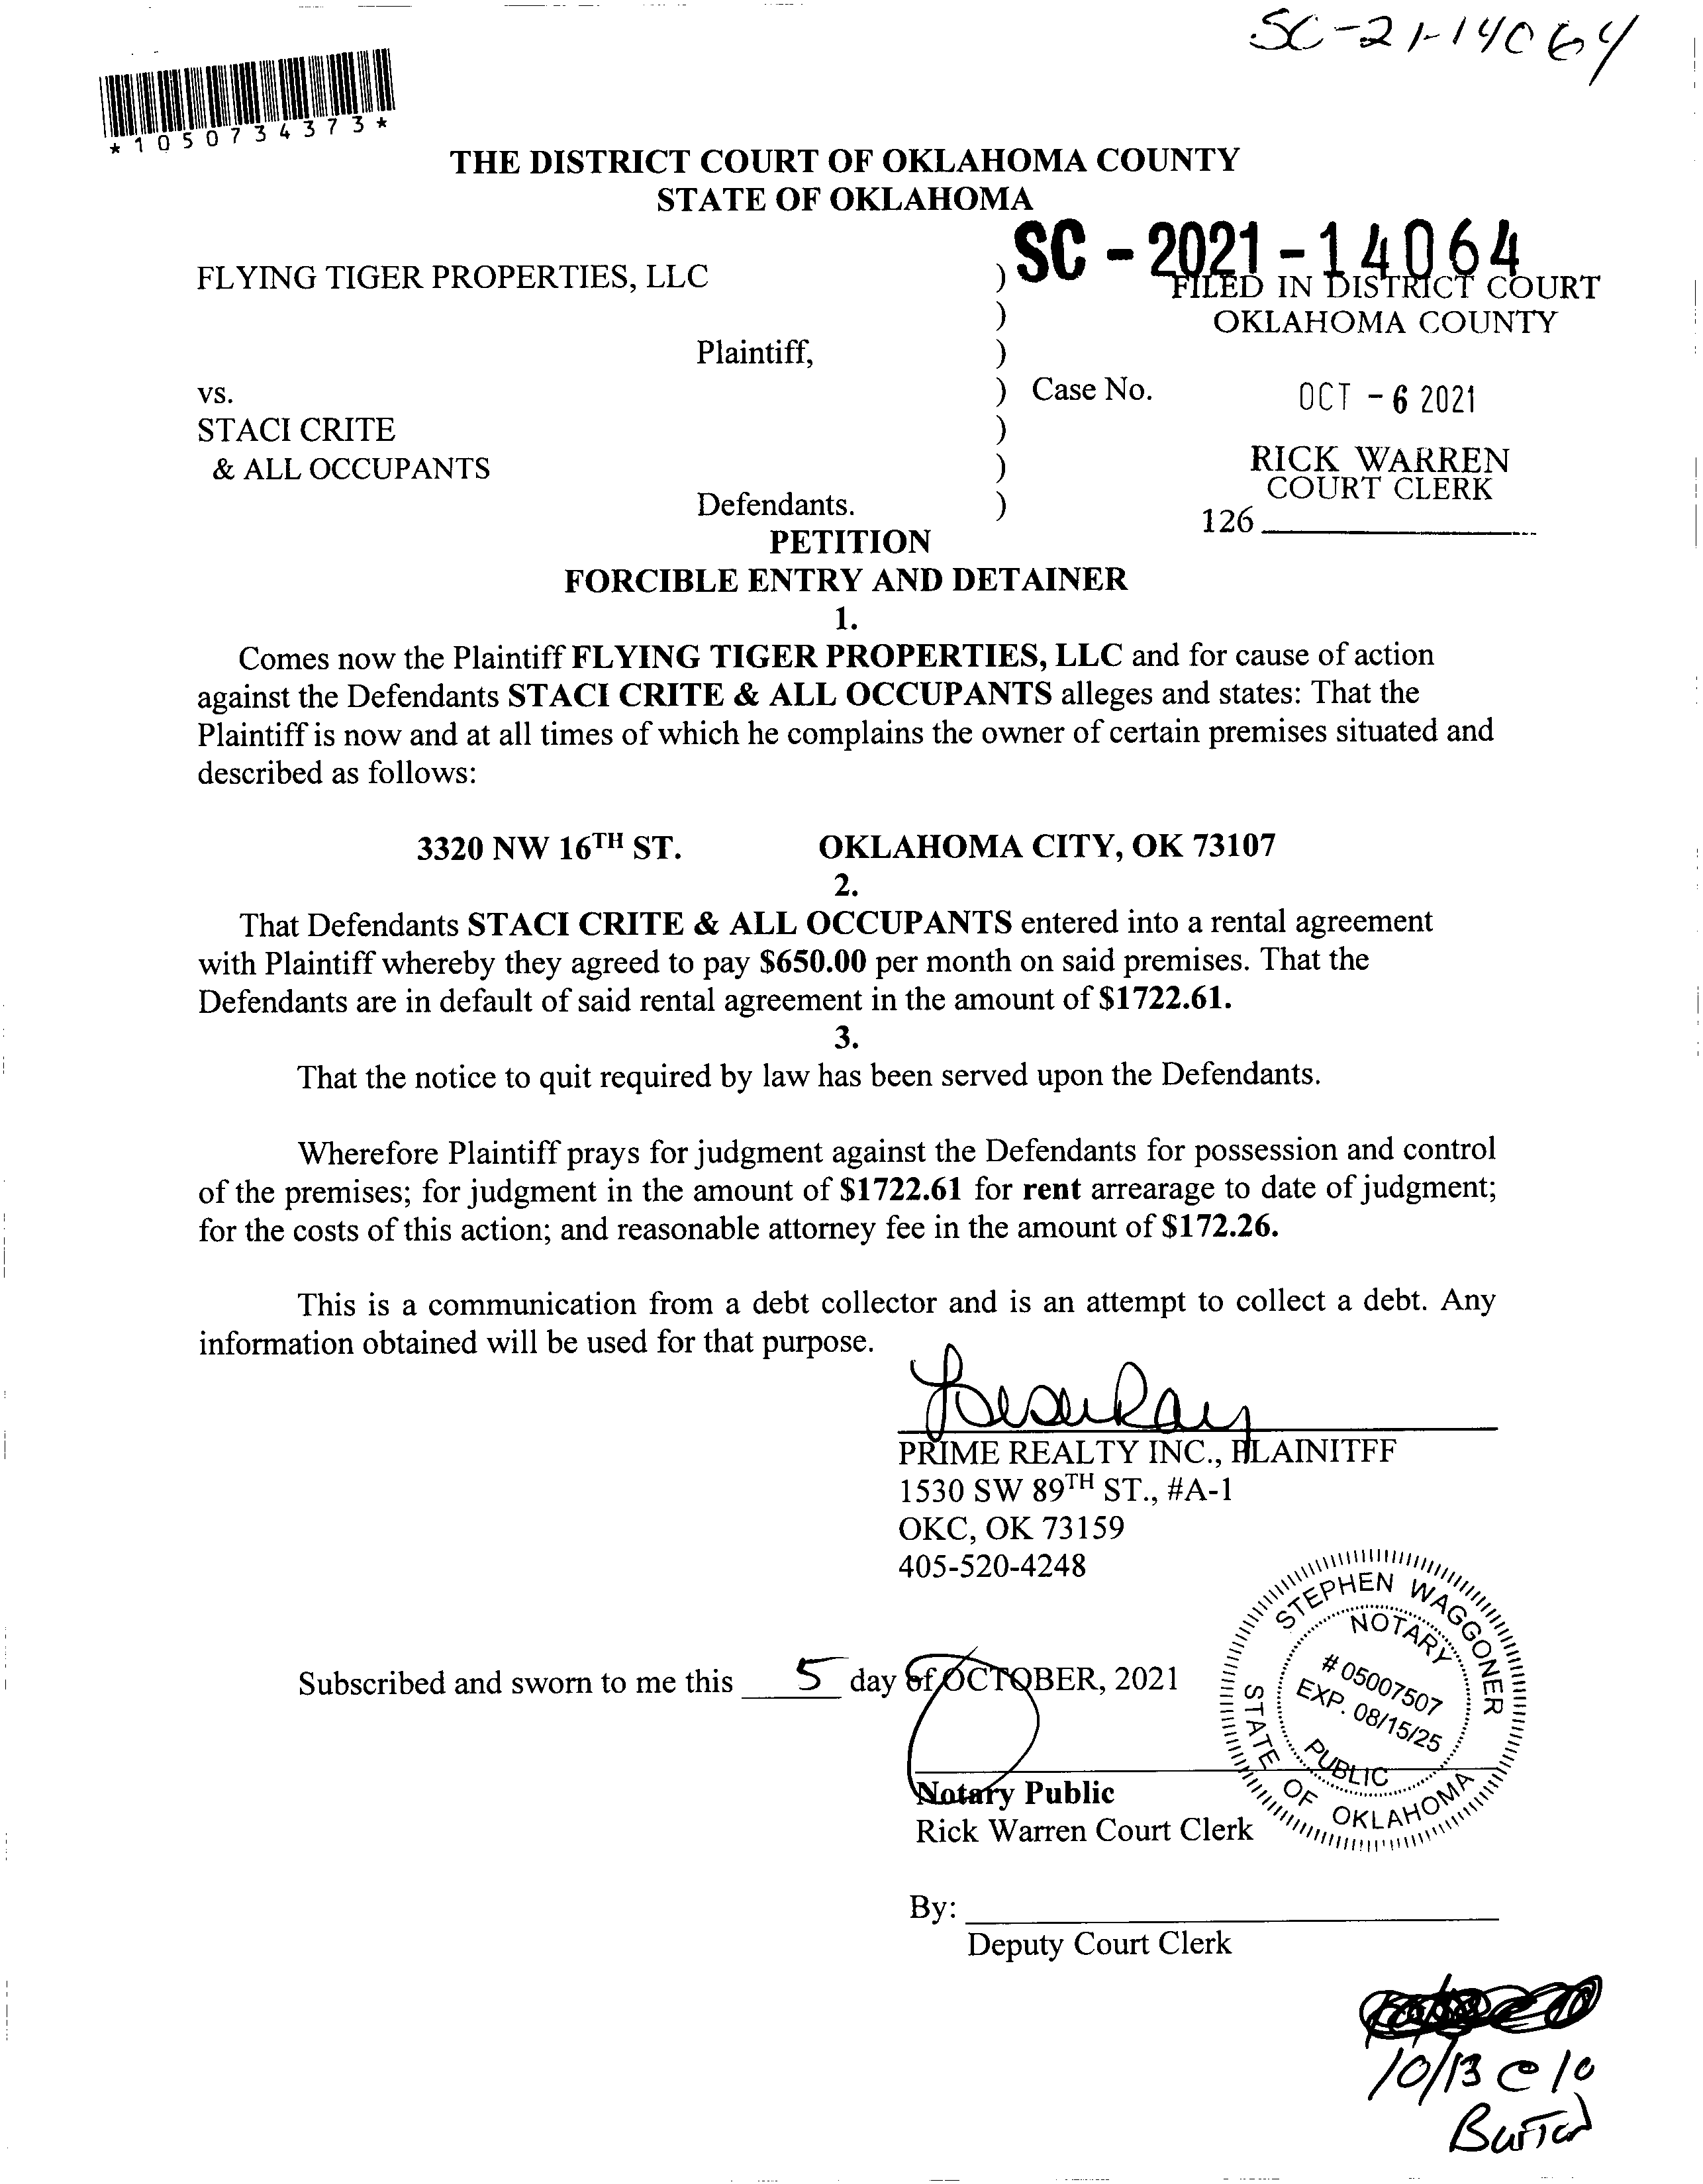 SC-21-14064
*1050734373*
THE DISTRICT COURT OF OKLAHOMA COUNTY
STATE OF OKLAHOMA
SC - 2021 - 14064
FLYING TIGER PROPERTIES, LLC )
FILED IN DISTRICT COURT
) OKLAHOMA COUNTY
Plaintiff, )
vs. ) Case No. OCT - 6 2021
STACI CRITE )
& ALL OCCUPANTS ) RICK WARREN
COURT CLERK
Defendants. ) 126
PETITION
FORCIBLE ENTRY AND DETAINER
1.
Comes now the Plaintiff FLYING TIGER PROPERTIES, LLC and for cause of action
against the Defendants STACI CRITE & ALL OCCUPANTS alleges and states: That the
Plaintiff is now and at all times of which he complains the owner of certain premises situated and
described as follows:
3320 NW 16TH ST. OKLAHOMA CITY, OK 73107
2.
That Defendants STACI CRITE & ALL OCCUPANTS entered into a rental agreement
with Plaintiff whereby they agreed to pay $650.00 per month on said premises. That the
Defendants are in default of said rental agreement in the amount of $1722.61.
3.
That the notice to quit required by law has been served upon the Defendants.
Wherefore Plaintiff prays for judgment against the Defendants for possession and control
of the premises; for judgment in the amount of $1722.61 for rent arrearage to date of judgment;
for the costs of this action; and reasonable attorney fee in the amount of $172.26.
This is a communication from a debt collector and is an attempt to collect a debt. Any
information obtained will be used for that purpose.
PRIME REALTY INC., PLAINITFF
1530 SW 89TH ST., #A-1
OKC, OK 73159
405-520-4248
STEPHEN WAGGONER
NOTARY
# 05007507
EXP. 08/15/25
PUBLIC
STATE OF OKLAHOMA
Subscribed and sworn to me this 5 day of OCTOBER, 2021
Notary Public
Rick Warren Court Clerk
By:
Deputy Court Clerk
10/13 @ 10